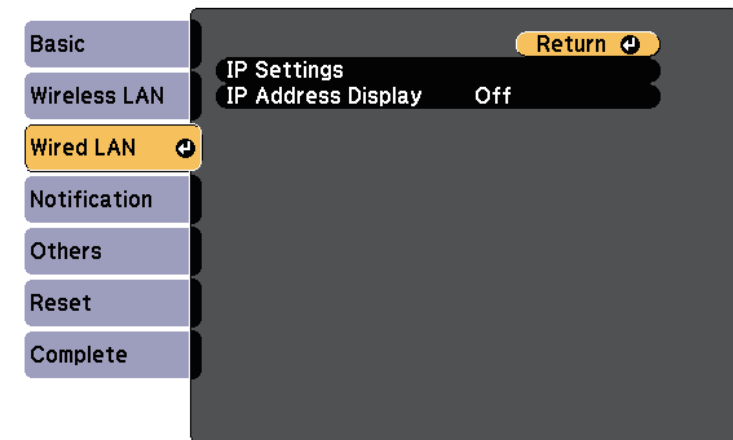 Basic
Wireless LAN
Wired LAN
Notification
Others
Reset
Complete
Return
IP Settings
IP Address Display Off